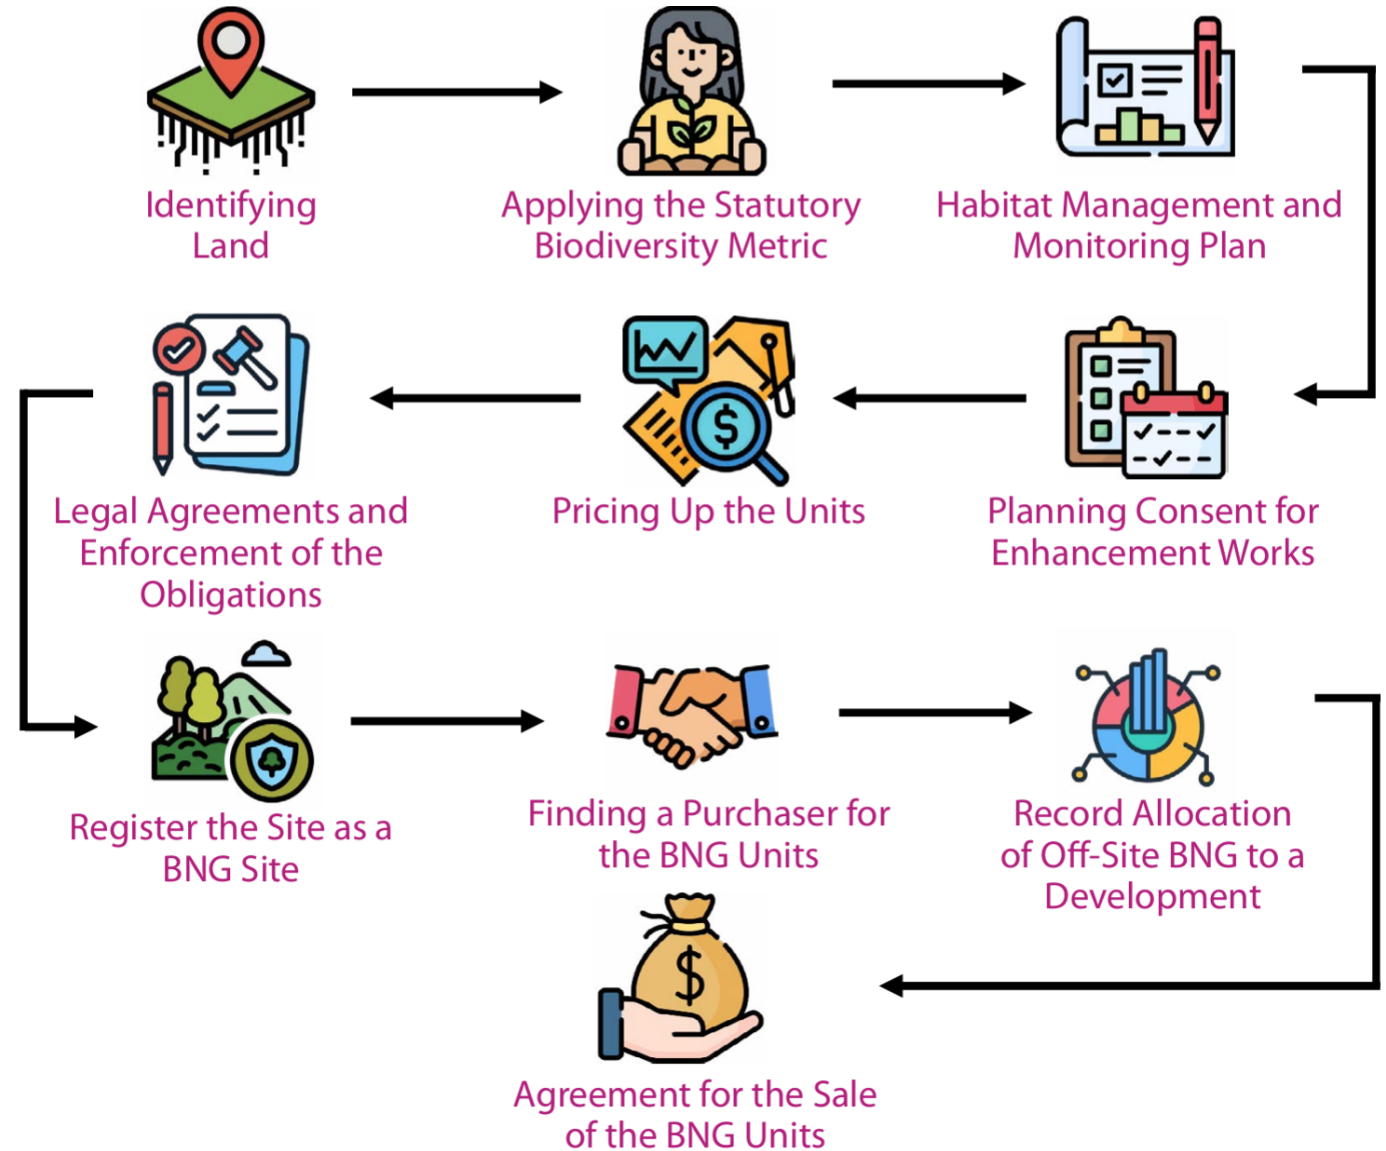 Identifying
Land
Applying the Statutory
Biodiversity Metric
Habitat Management and
Monitoring Plan
Planning Consent for
Enhancement Works
Pricing Up the Units
Legal Agreements and
Enforcement of the
Obligations
Register the Site as a
BNG Site
Finding a Purchaser for
the BNG Units
Record Allocation
of Off-Site BNG to a
Development
Agreement for the Sale
of the BNG Units